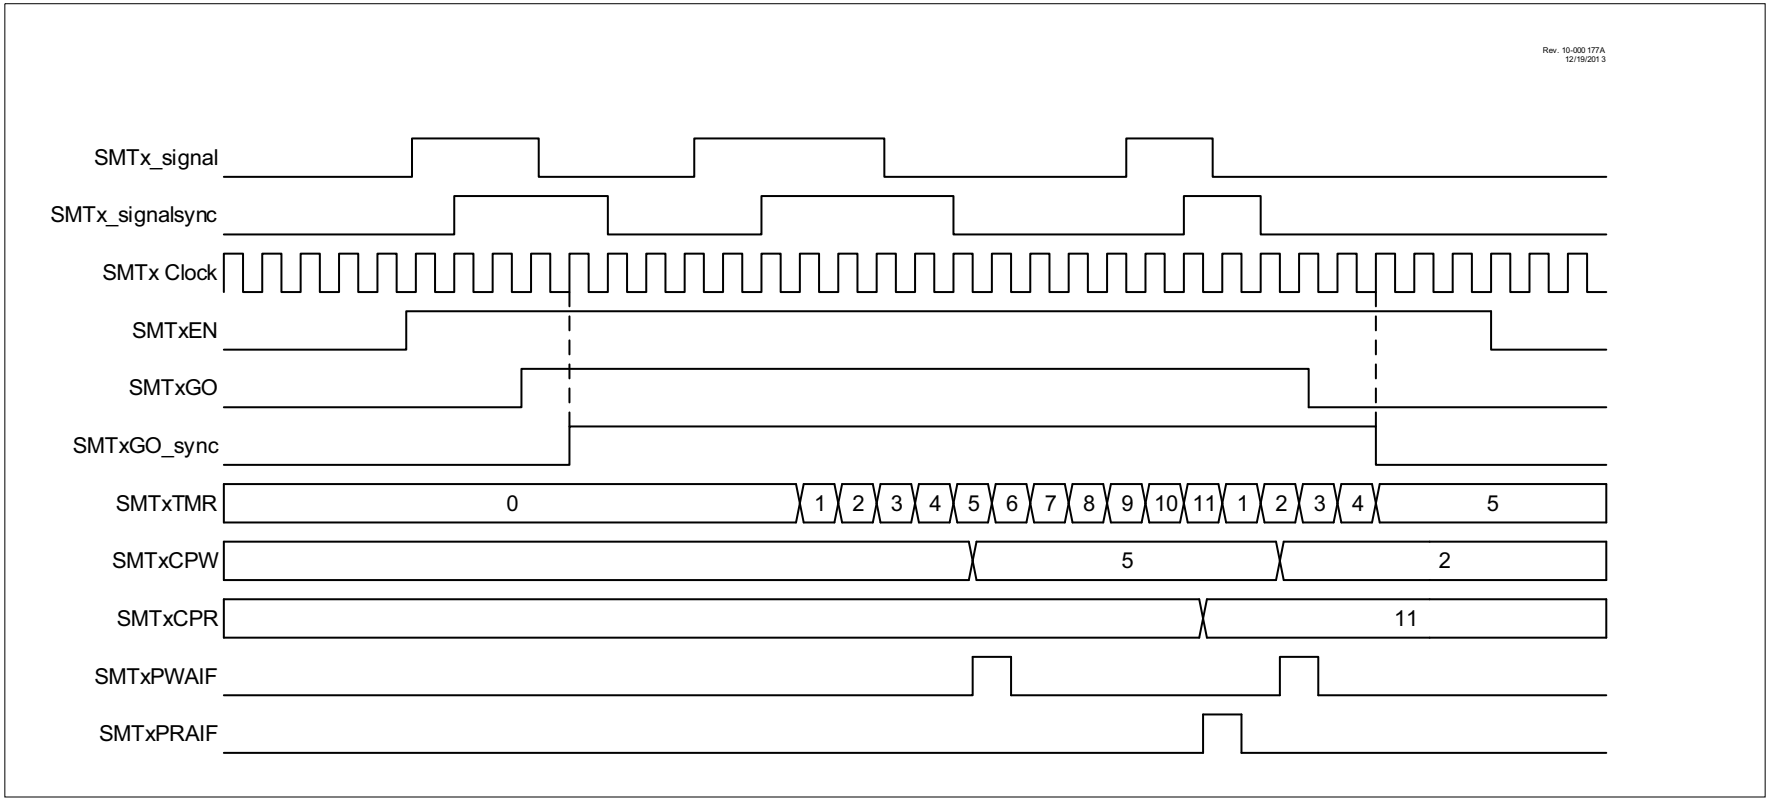 Rev. 10-000 177A
12/19/201 3
SMTx_signal
SMTx_signalsync
SMTx Clock
SMTxEN
SMTxGO
SMTxGO_sync
SMTxTMR 0 1 2 3 4 5 6 7 8 9 10 11 1 2 3 4 5
SMTxCPW 5 2
SMTxCPR 11
SMTxPWAIF
SMTxPRAIF